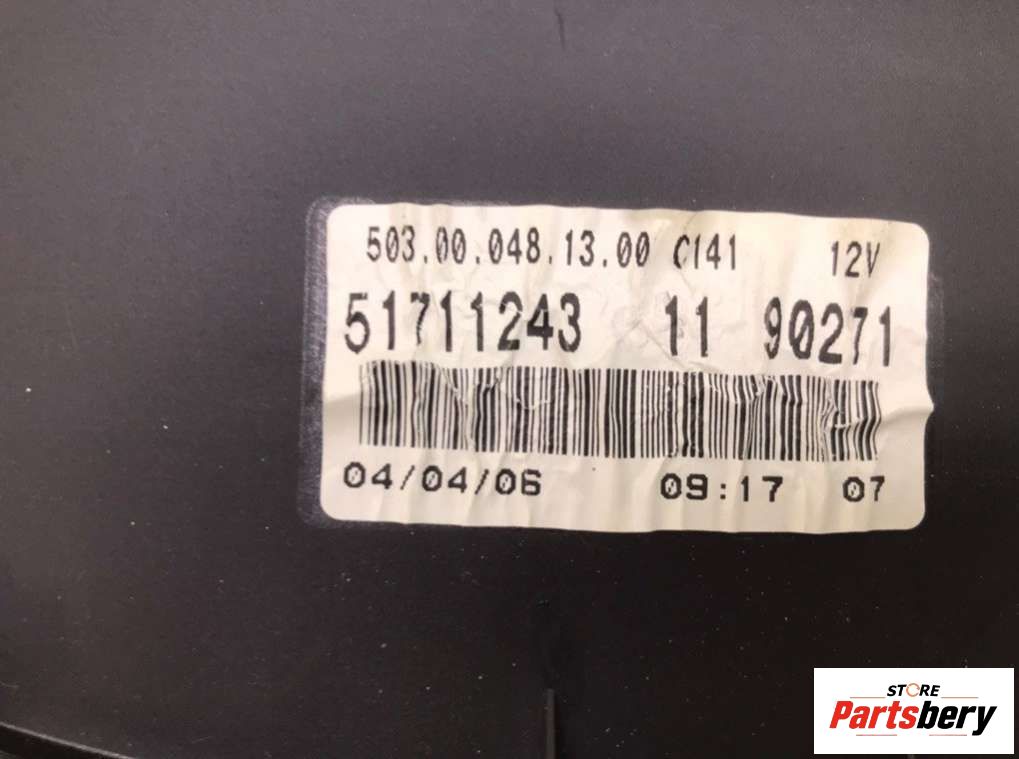 503.00.048.13.00 C141 12V
51711243 11 90271
04/04/06 09:17 07
STORE
Partsbery